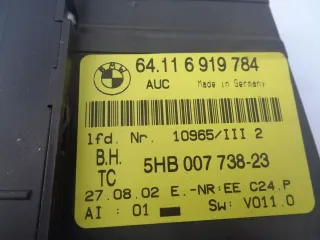 BMW
64.11 6 919 784
AUC Made in Germany
lfd. Nr. 10965/III 2
B.H. 5HB 007 738-23
TC
27.08.02 E.-NR:EE C24.P
AI : 01 SW: V011.0